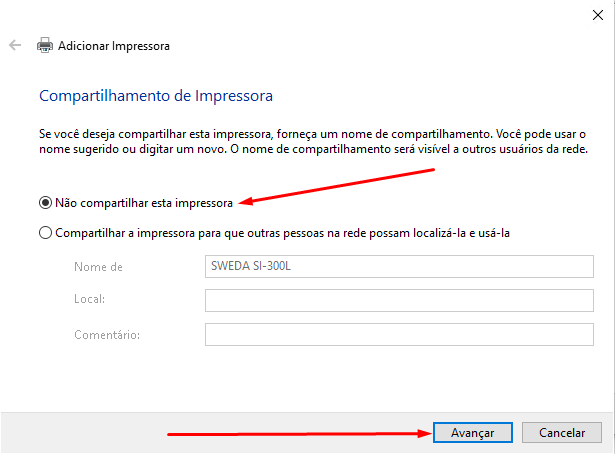 Adicionar Impressora
Compartilhamento de Impressora
Se você deseja compartilhar esta impressora, forneça um nome de compartilhamento. Você pode usar o
nome sugerido ou digitar um novo. O nome de compartilhamento será visível a outros usuários da rede.
Não compartilhar esta impressora
Compartilhar a impressora para que outras pessoas na rede possam localizá-la e usá-la
Nome de SWEDA SI-300L
Local:
Comentário:
Avançar Cancelar